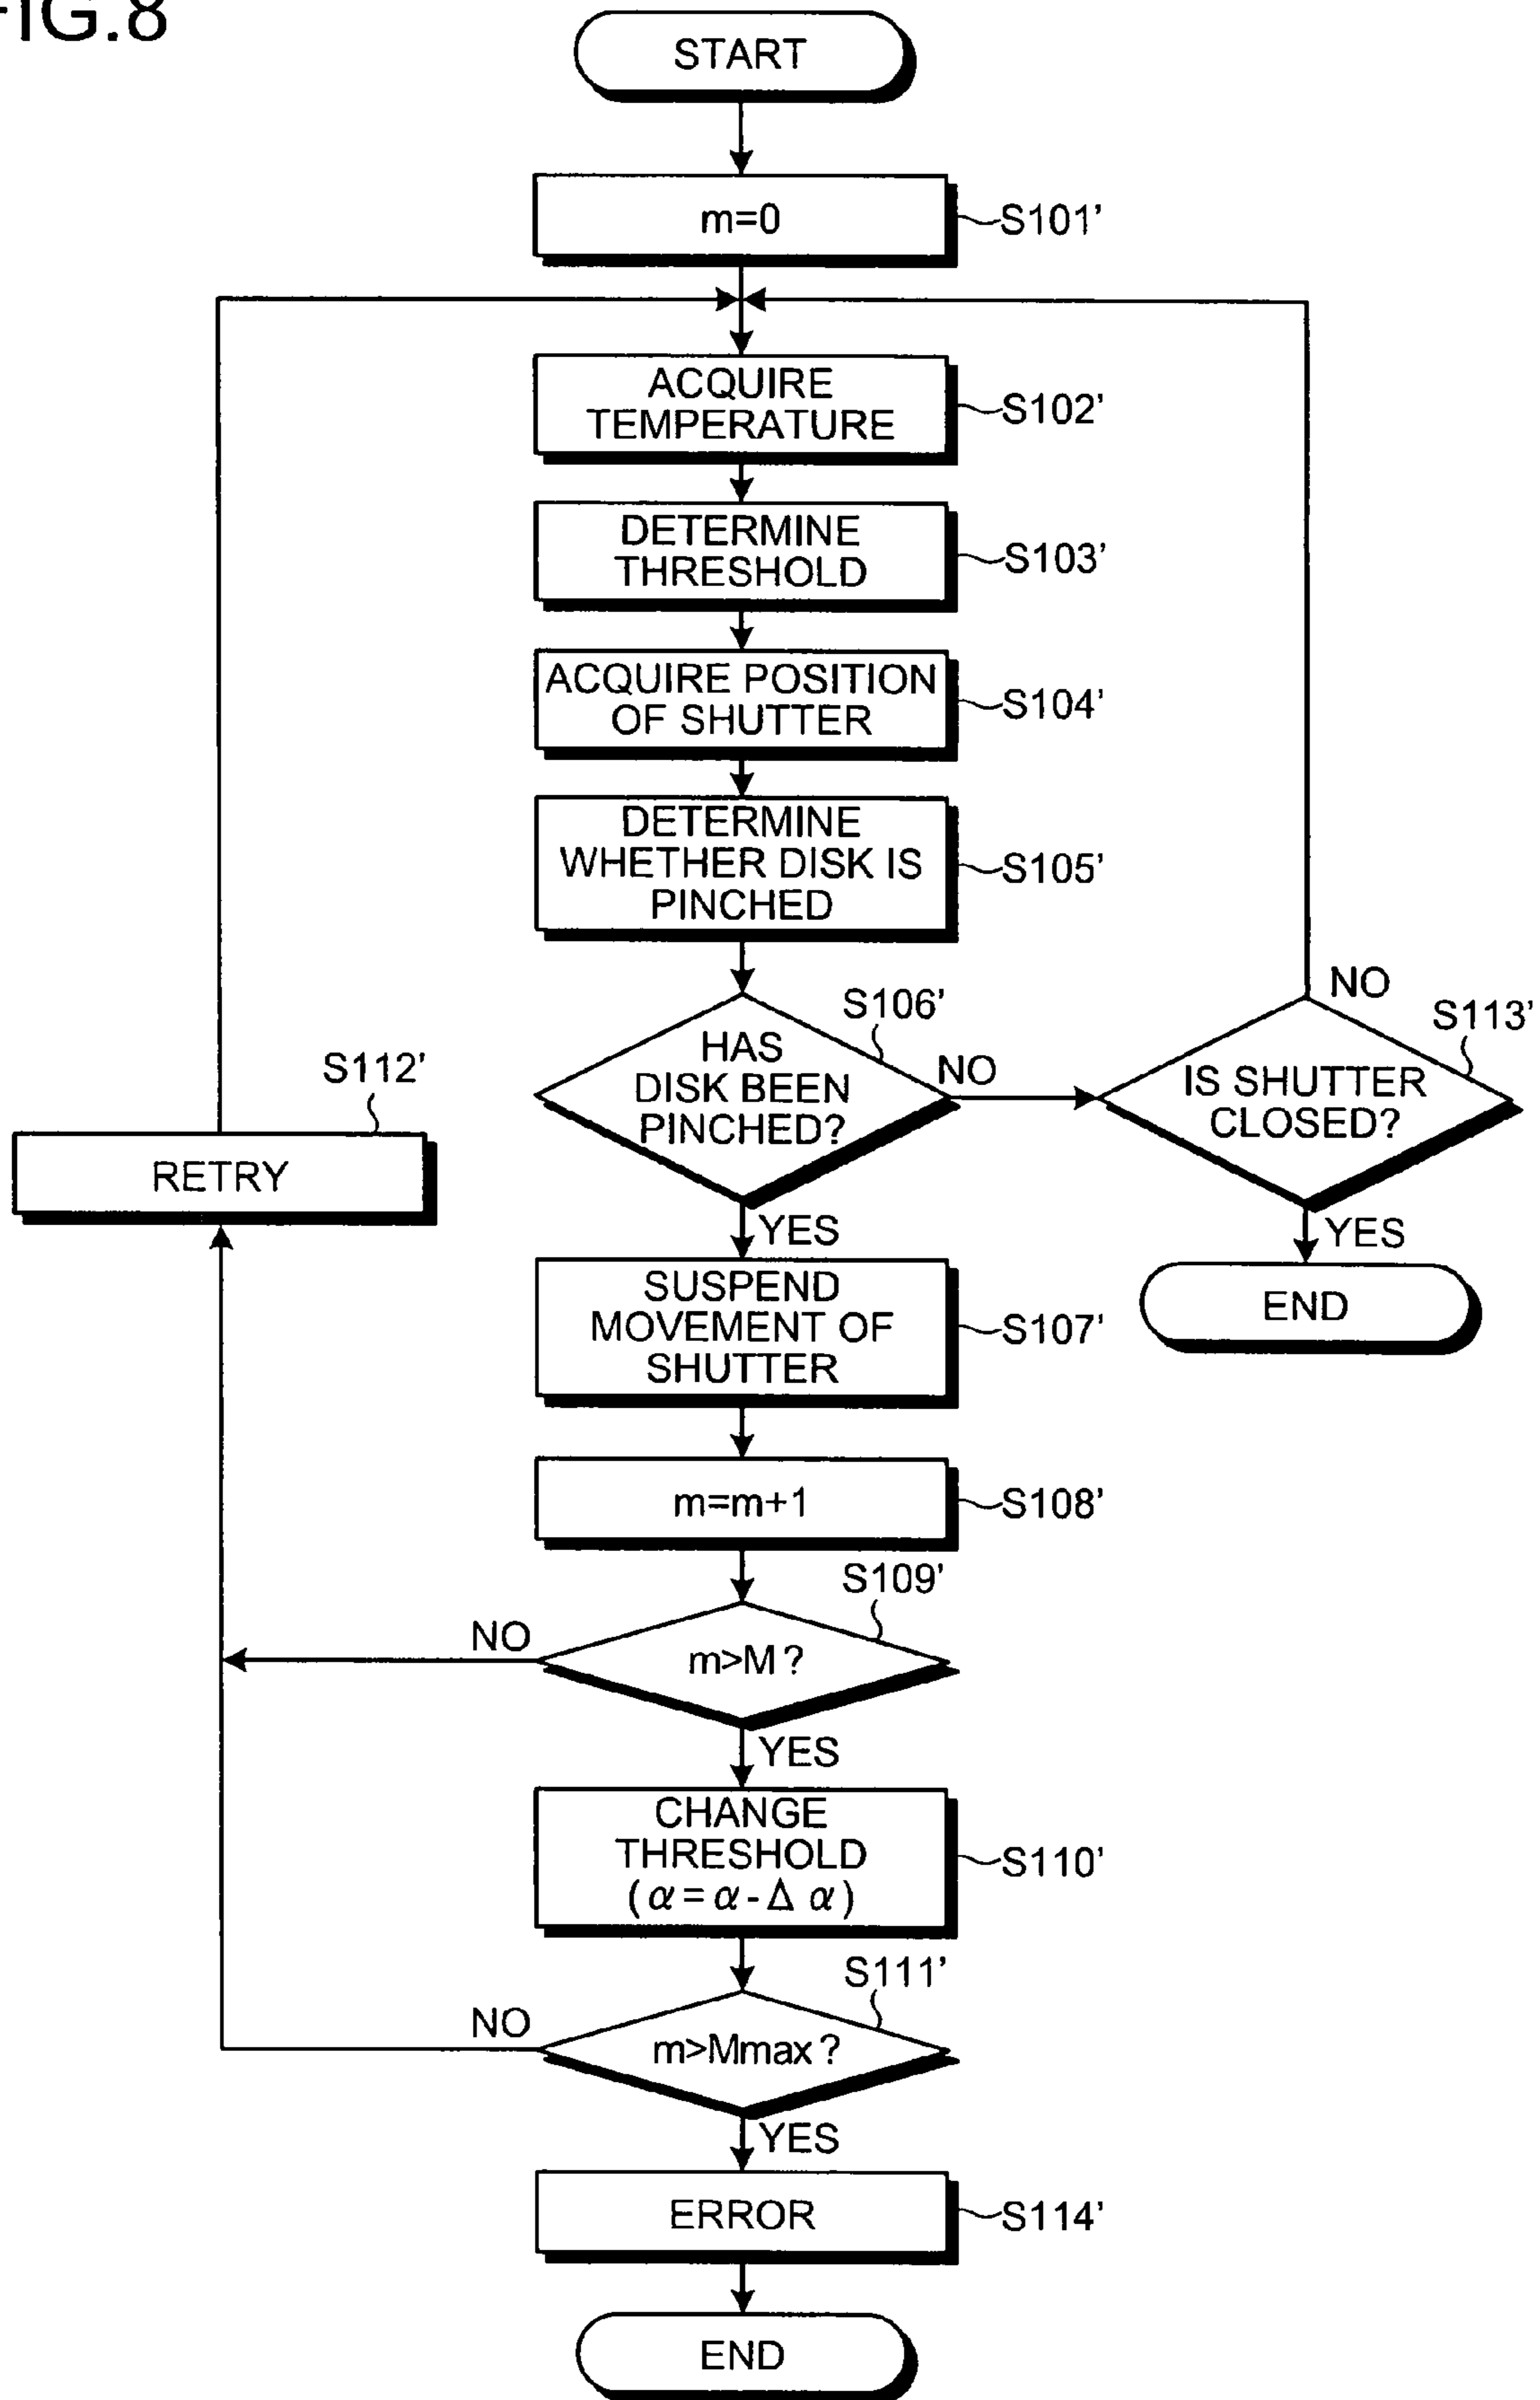 FIG.8
START
m=0
S101'
ACQUIRE
TEMPERATURE
S102'
DETERMINE
THRESHOLD
S103'
ACQUIRE POSITION
OF SHUTTER
S104'
DETERMINE
WHETHER DISK IS
PINCHED
S105'
HAS
DISK BEEN
PINCHED?
S106'
NO
YES
IS SHUTTER
CLOSED?
S113'
NO
YES
END
S112'
RETRY
SUSPEND
MOVEMENT OF
SHUTTER
S107'
m=m+1
S108'
S109'
m>M?
NO
YES
CHANGE
THRESHOLD
(α=α-Δ α)
S110'
S111'
m>Mmax?
NO
YES
ERROR
S114'
END